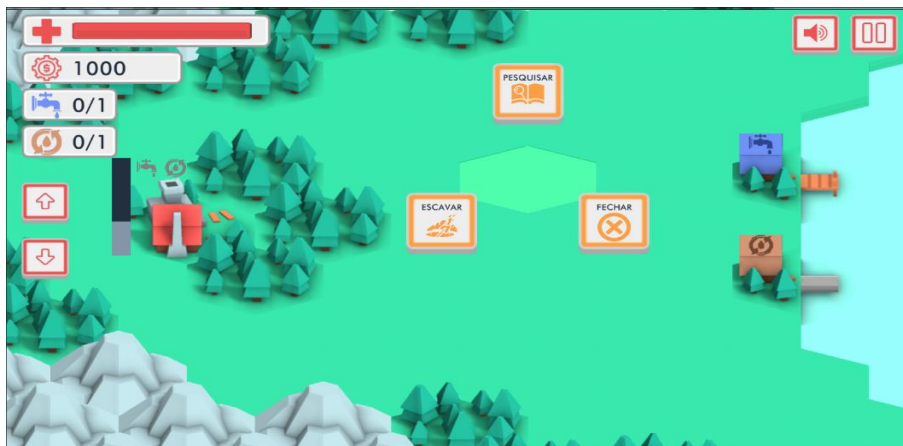 1000
PESQUISAR
0/1
0/1
ESCAVAR
FECHAR